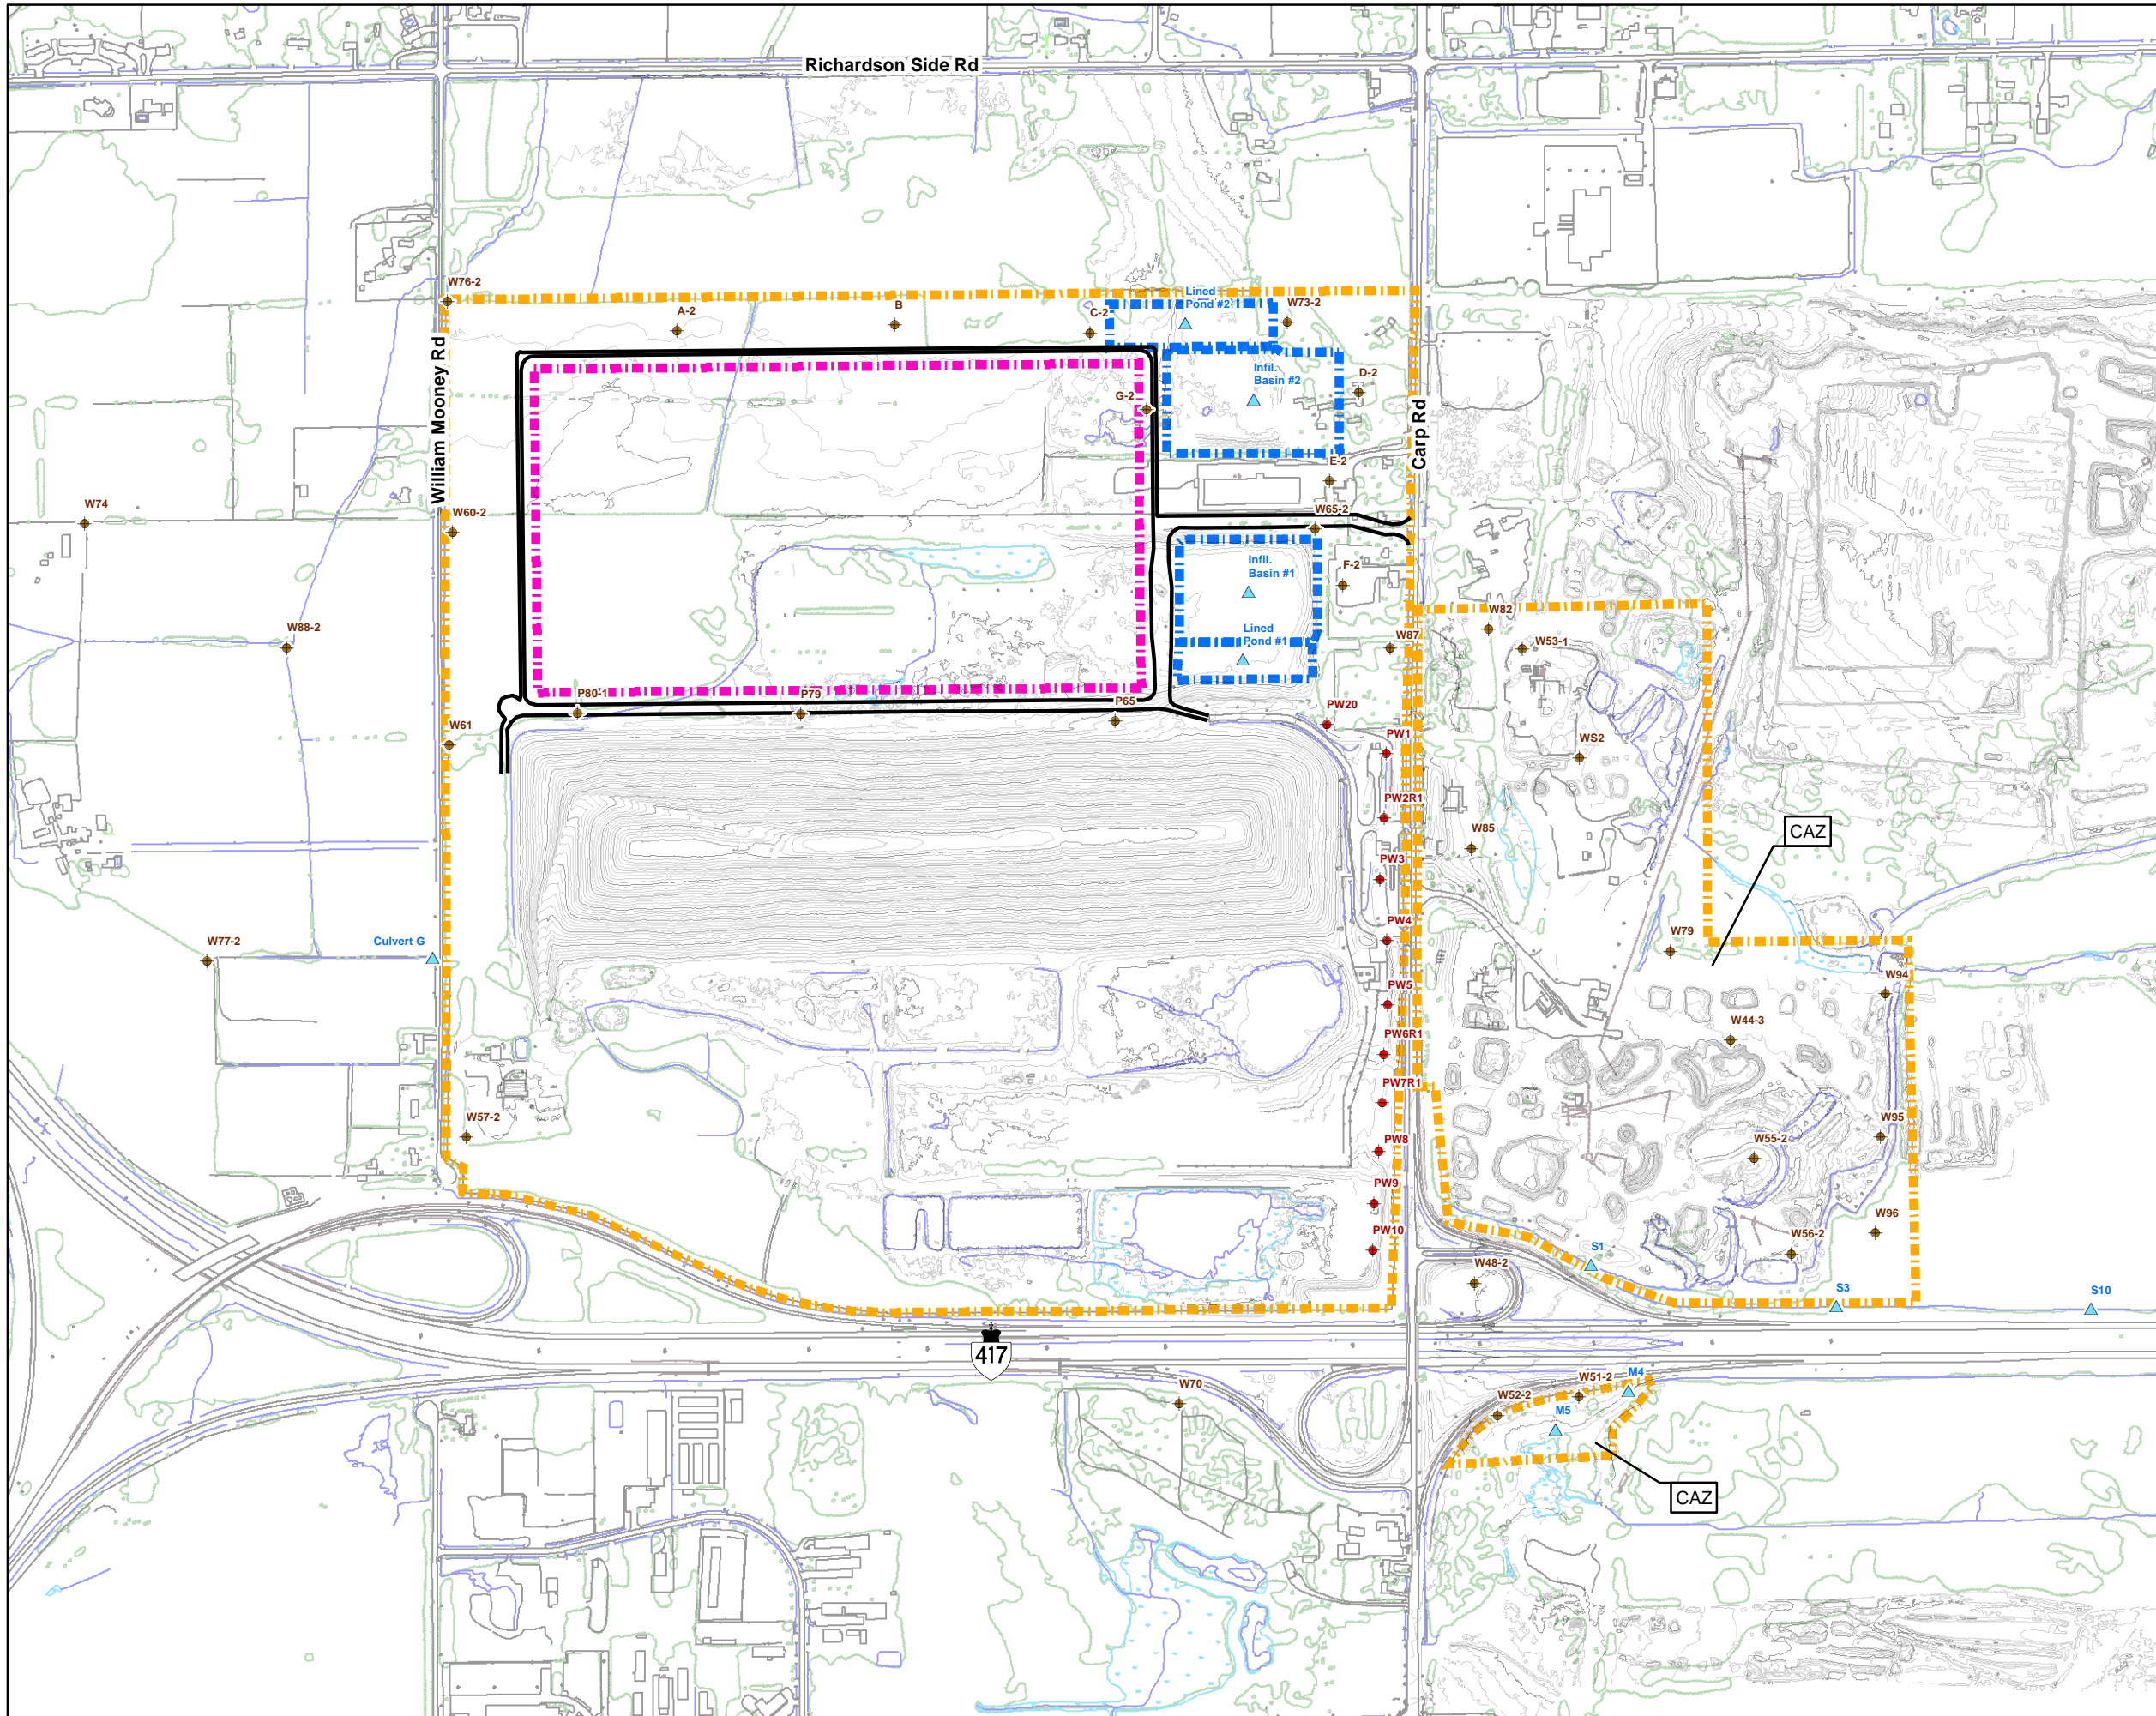 Richardson Side Rd
W76-2
Lined
Pond #2
W73-2
A-2
B
C-2
William Mooney Rd
Infil.
Basin #2
D-2
G-2
Carp Rd
E-2
W74
W60-2
W65-2
Infil.
Basin #1
F-2
W82
W88-2
Lined
Pond #1
W87
W53-1
P80-1
P79
P65
PW20
W61
PW1
WS2
PW2R1
W85
CAZ
PW3
PW4
W77-2
Culvert G
W79
W94
PW5
W44-3
PW6R1
PW7R1
W57-2
W95
PW8
W55-2
PW9
W96
PW10
W56-2
S1
W48-2
S3
S10
417
W70
W51-2
M4
W52-2
M5
CAZ